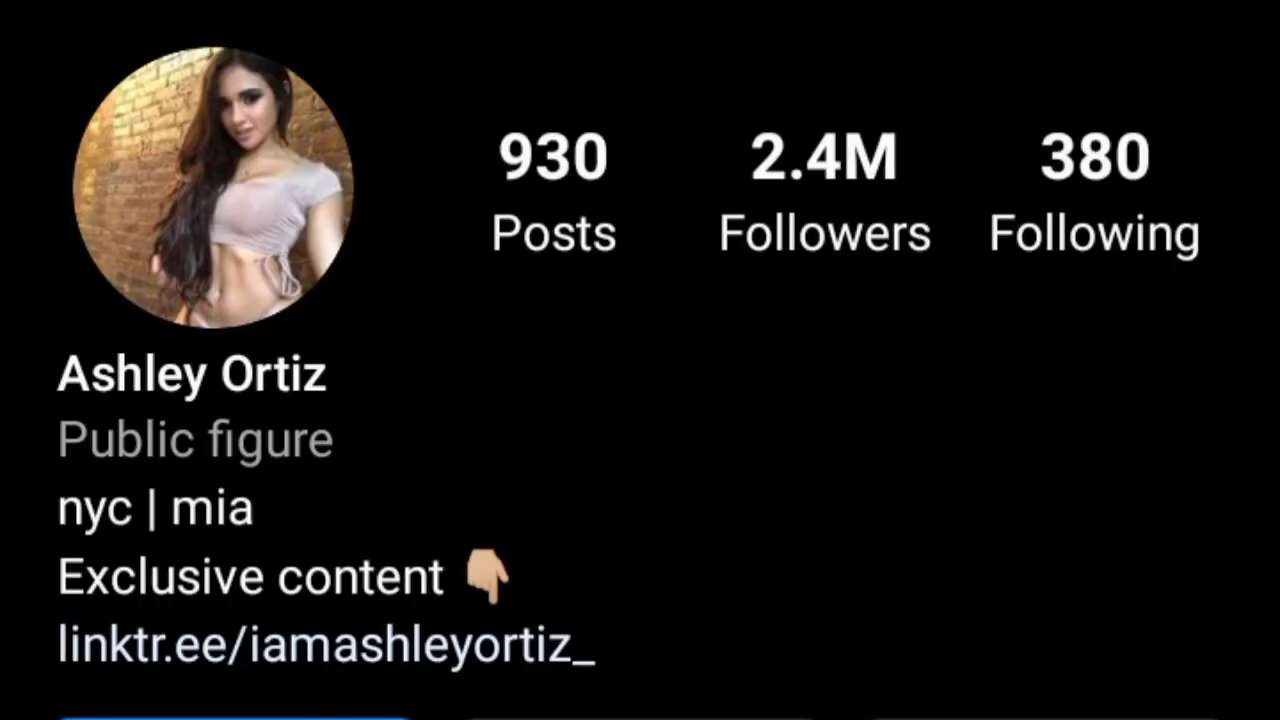 930 2.4M 380
Posts Followers Following
Ashley Ortiz
Public figure
nyc | mia
Exclusive content 👇🏼
linktr.ee/iamashleyortiz_